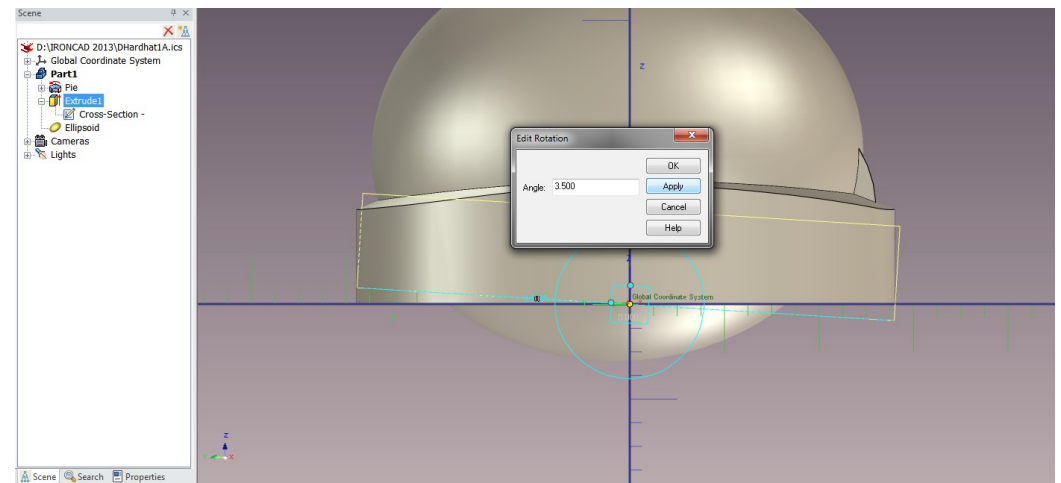 Scene
D:\IRONCAD 2013\DHardhat1A.ics
Global Coordinate System
Part1
Pie
Extrude1
Cross-Section -
Ellipsoid
Cameras
Lights
Z
Edit Rotation
OK
Angle: 3.500
Apply
Cancel
Help
Z
Global Coordinate System
Z
Y
X
Scene
Search
Properties